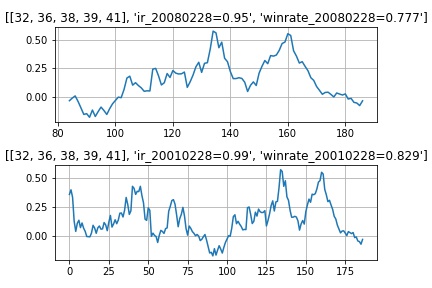 [[32, 36, 38, 39, 41], 'ir_20080228=0.95', 'winrate_20080228=0.777']
0.50
0.25
0.00
80 100 120 140 160 180
[[32, 36, 38, 39, 41], 'ir_20010228=0.99', 'winrate_20010228=0.829']
0.50
0.25
0.00
0 25 50 75 100 125 150 175